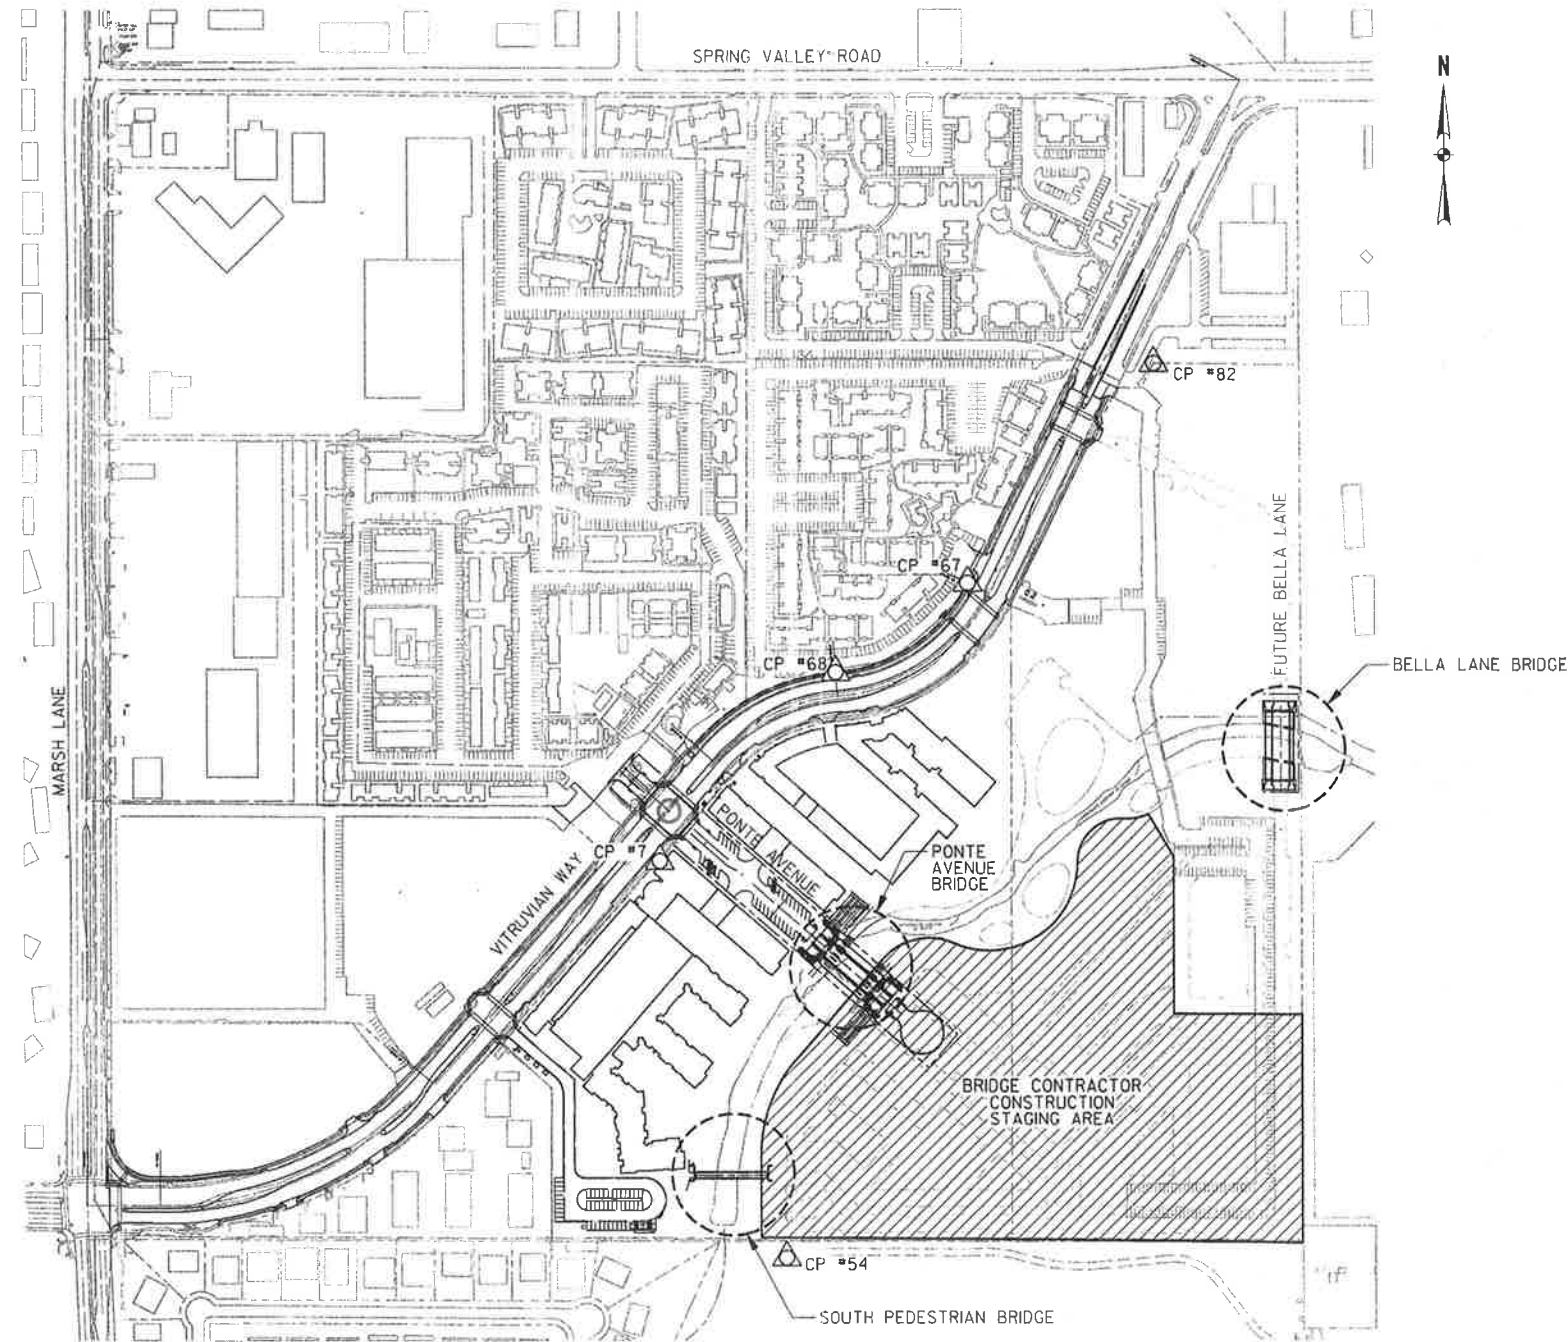 SPRING VALLEY ROAD
N
CP #82
FUTURE BELLA LANE
CP #67
CP #68
BELLA LANE BRIDGE
MARSH LANE
PONTE AVENUE
CP #7
PONTE
AVENUE
BRIDGE
VITRUVIAN WAY
BRIDGE CONTRACTOR
CONSTRUCTION
STAGING AREA
CP #54
SOUTH PEDESTRIAN BRIDGE